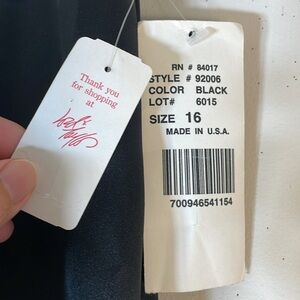 Thank you
for shopping
at
RN # 84017
STYLE # 92006
COLOR BLACK
LOT# 6015
SIZE 16
MADE IN U.S.A.
700946541154